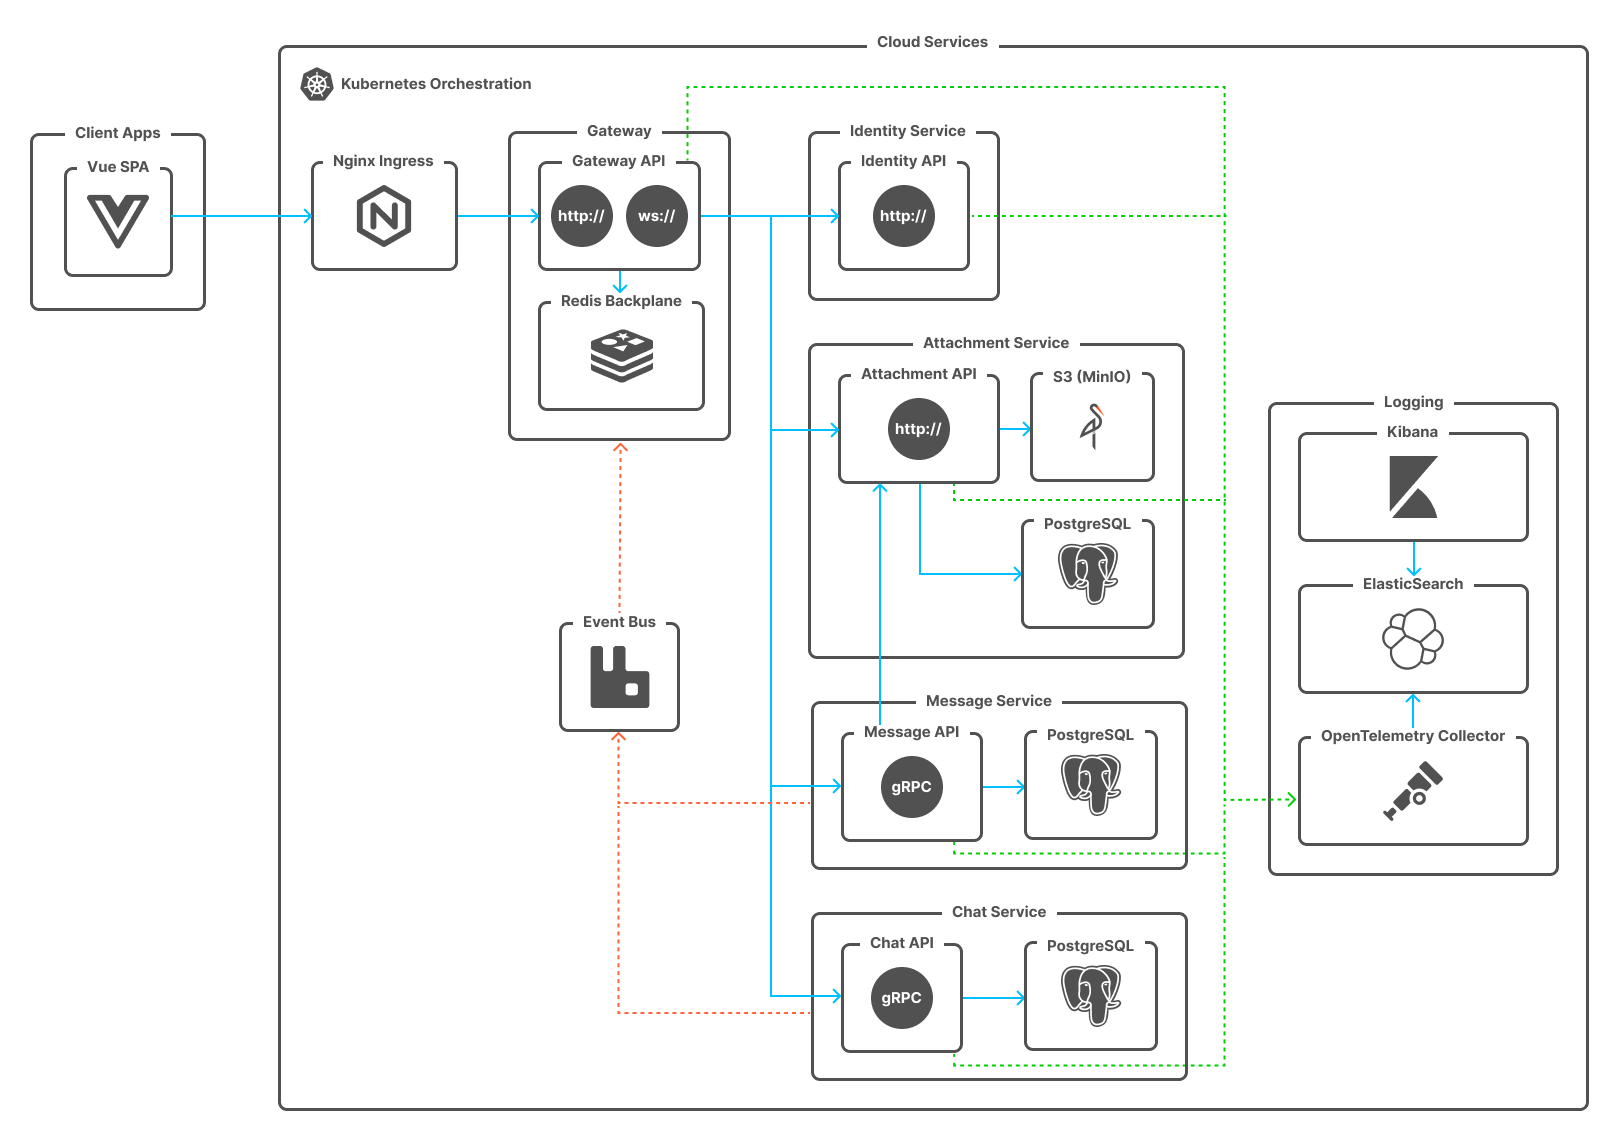 Cloud Services
Kubernetes Orchestration
Client Apps
Vue SPA
Nginx Ingress
Gateway
Gateway API
http://
ws://
Redis Backplane
Identity Service
Identity API
http://
Attachment Service
Attachment API
http://
S3 (MinIO)
PostgreSQL
Event Bus
Message Service
Message API
gRPC
PostgreSQL
Chat Service
Chat API
gRPC
PostgreSQL
Logging
Kibana
ElasticSearch
OpenTelemetry Collector